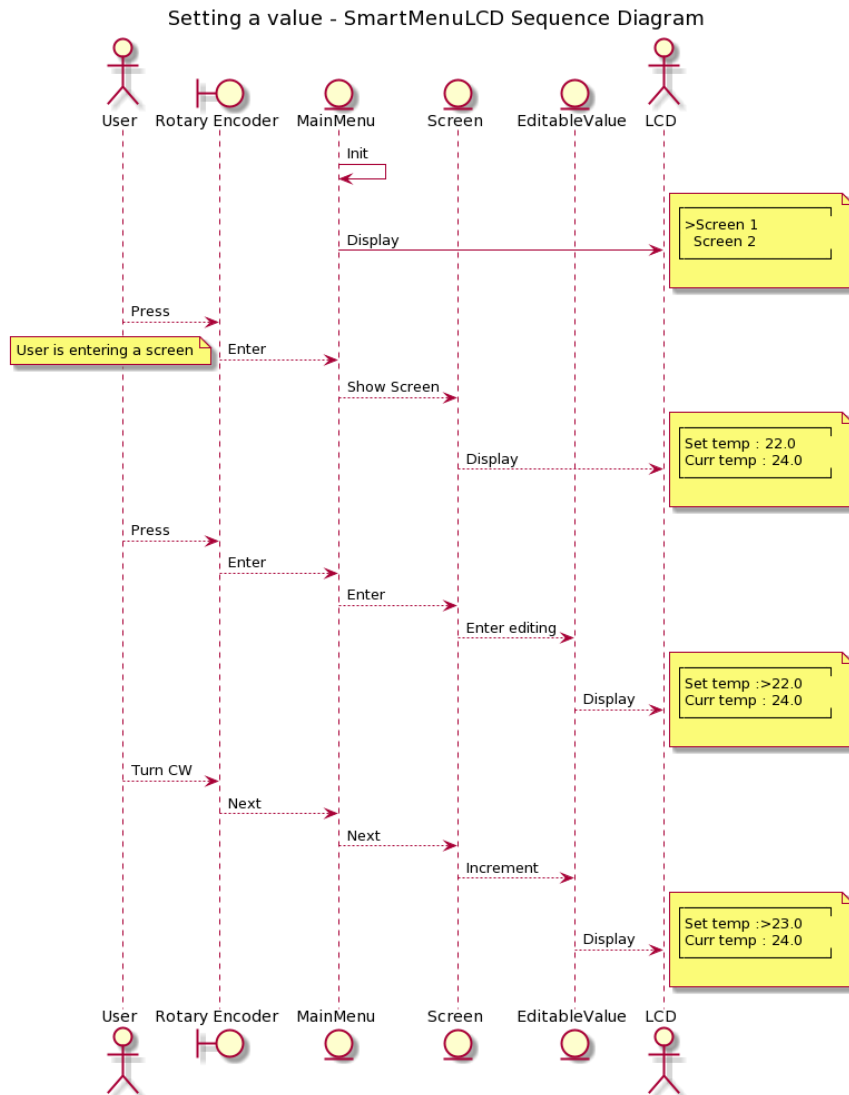 Setting a value - SmartMenuLCD Sequence Diagram
User Rotary Encoder MainMenu Screen EditableValue LCD
Init
>Screen 1
Screen 2
Display
Press
User is entering a screen
Enter
Show Screen
Set temp : 22.0
Curr temp : 24.0
Display
Press
Enter
Enter
Enter editing
Set temp :>22.0
Curr temp : 24.0
Display
Turn CW
Next
Next
Increment
Set temp :>23.0
Curr temp : 24.0
Display
User Rotary Encoder MainMenu Screen EditableValue LCD